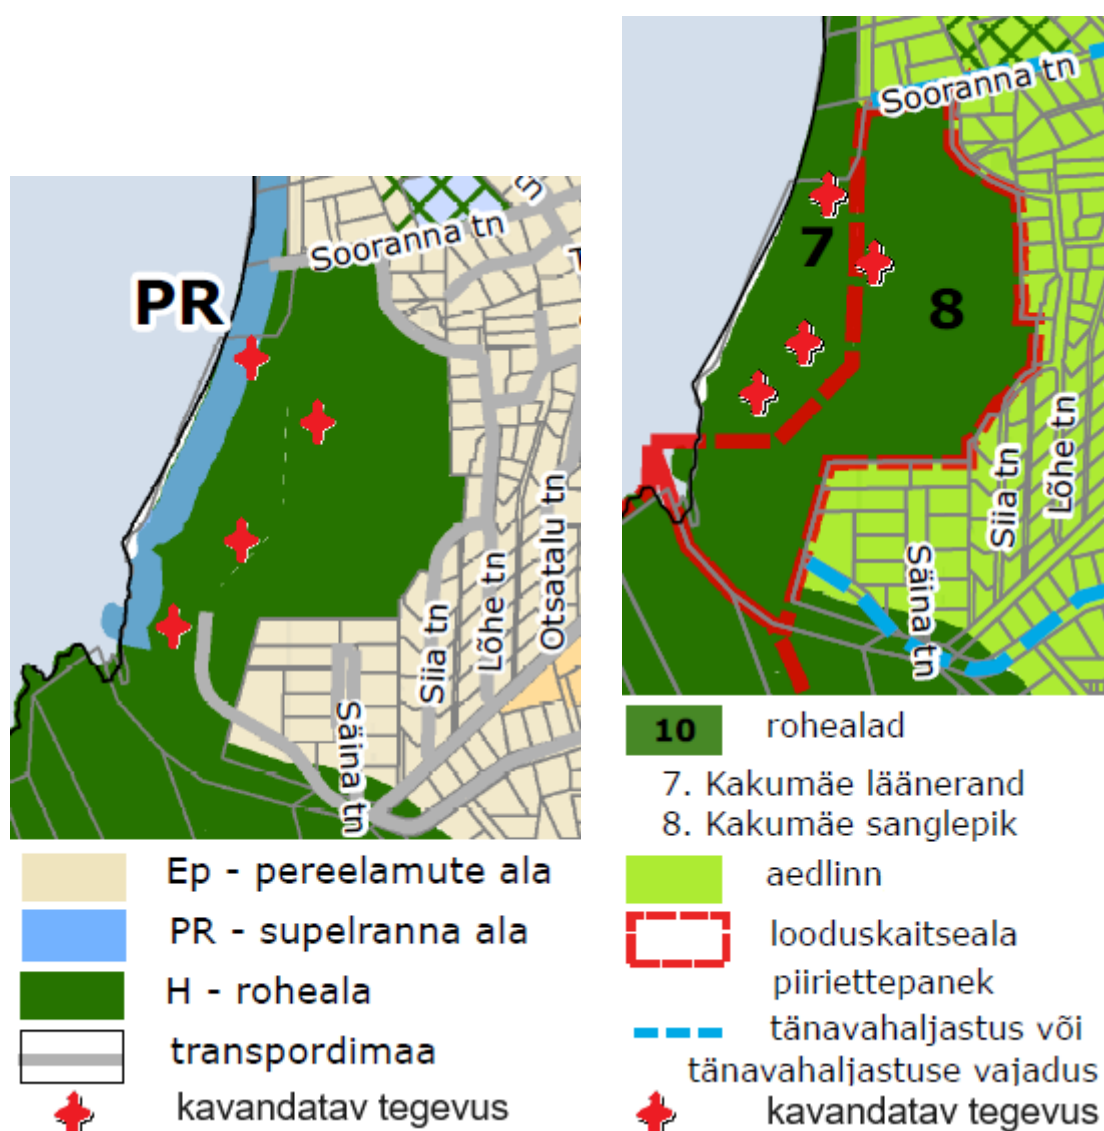 Sooranna tn
tn
PR
Otsatalu tn
Lõhe tn
Siia tn
Säina tn
Ep - pereelamute ala
PR - supelranna ala
H - roheala
transpordimaa
kavandatav tegevus
Sooranna tn
7
8
Lõhe tn
Siia tn
Säina tn
10 rohealad
7. Kakumäe läänerand
8. Kakumäe sanglepik
aedlinn
looduskaitseala
piiriettepanek
tänavahaljastus või
tänavahaljastuse vajadus
kavandatav tegevus